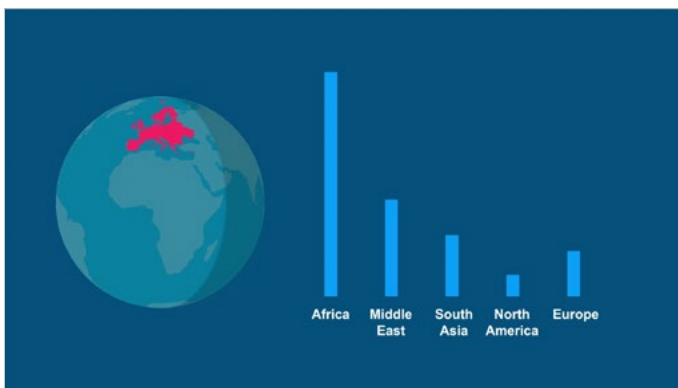 Africa
Middle
East
South
Asia
North
America
Europe